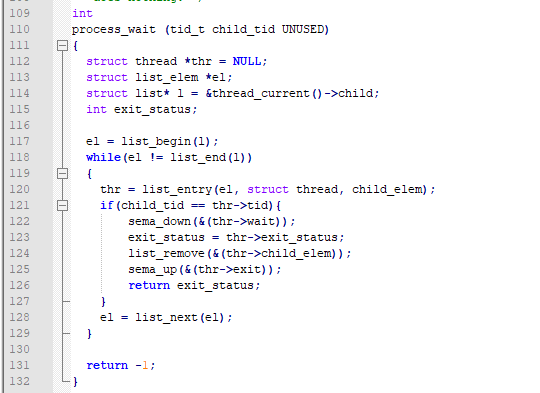 109 int
110 process_wait (tid_t child_tid UNUSED)
111 {
112 struct thread *thr = NULL;
113 struct list_elem *el;
114 struct list* l = &thread_current()->child;
115 int exit_status;
116
117 el = list_begin(l);
118 while(el != list_end(l))
119 {
120 thr = list_entry(el, struct thread, child_elem);
121 if(child_tid == thr->tid){
122 sema_down(&(thr->wait));
123 exit_status = thr->exit_status;
124 list_remove(&(thr->child_elem));
125 sema_up(&(thr->exit));
126 return exit_status;
127 }
128 el = list_next(el);
129 }
130
131 return -1;
132 }